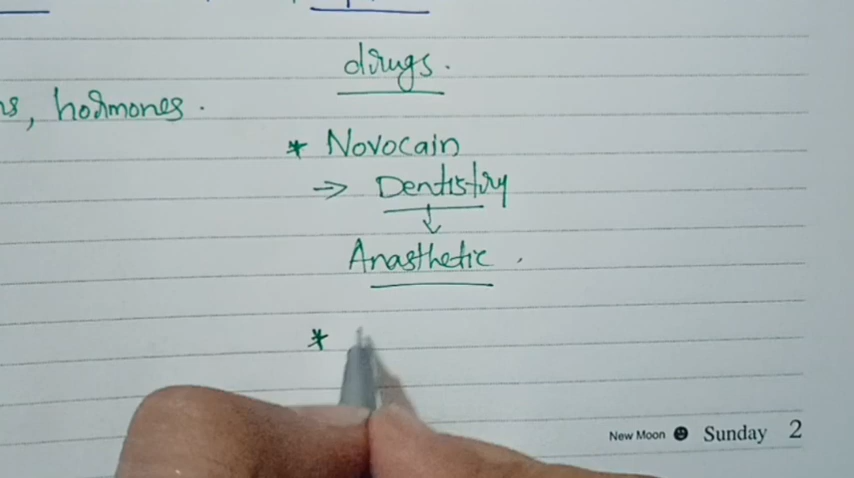 drugs.
hormones.
* Novocain
⇒ Dentistry
↓
Anasthetic.
*
New Moon Sunday 2